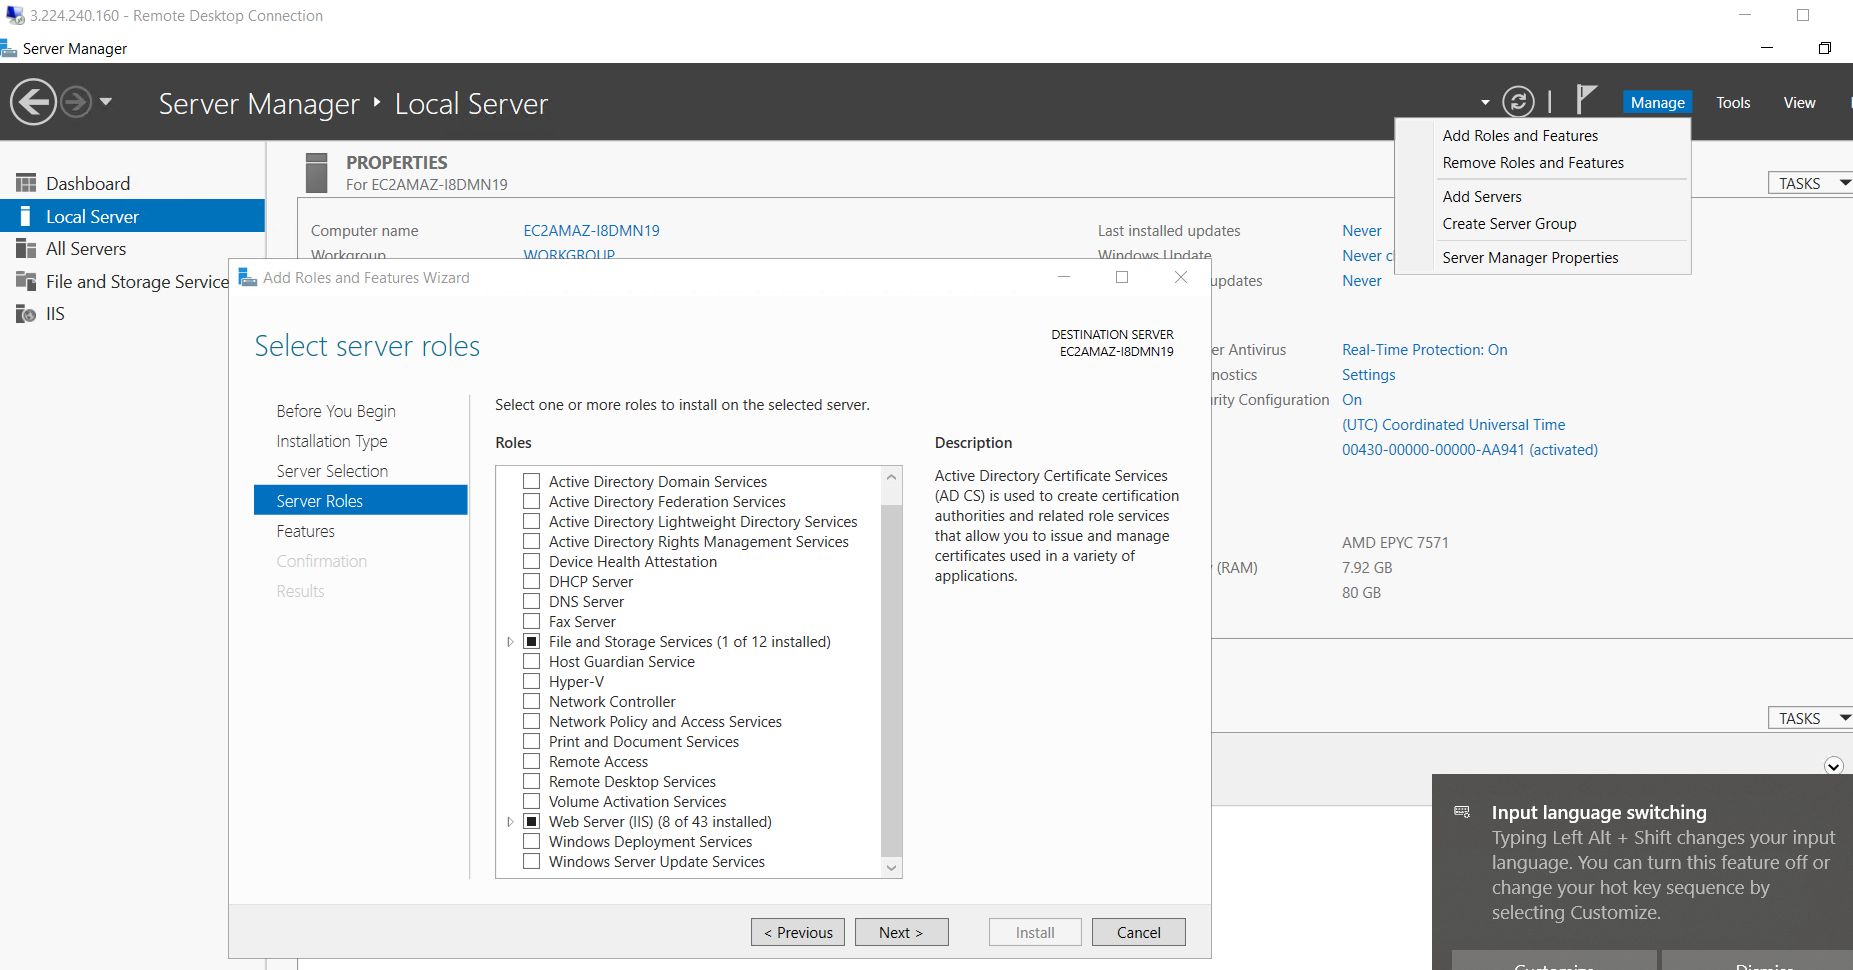 3.224.240.160 - Remote Desktop Connection
Server Manager
Server Manager ‣ Local Server
Manage Tools View
Add Roles and Features
Remove Roles and Features
Add Servers
Create Server Group
Server Manager Properties
Dashboard
Local Server
All Servers
File and Storage Service
IIS
PROPERTIES
For EC2AMAZ-I8DMN19
TASKS
Computer name EC2AMAZ-I8DMN19
Workgroup WORKGROUP
Last installed updates Never
Windows Update Never c
updates Never
er Antivirus Real-Time Protection: On
nostics Settings
rity Configuration On
(UTC) Coordinated Universal Time
00430-00000-00000-AA941 (activated)
AMD EPYC 7571
(RAM) 7.92 GB
80 GB
TASKS
Add Roles and Features Wizard
Select server roles
DESTINATION SERVER
EC2AMAZ-I8DMN19
Before You Begin
Installation Type
Server Selection
Server Roles
Features
Confirmation
Results
Select one or more roles to install on the selected server.
Roles
Active Directory Domain Services
Active Directory Federation Services
Active Directory Lightweight Directory Services
Active Directory Rights Management Services
Device Health Attestation
DHCP Server
DNS Server
Fax Server
File and Storage Services (1 of 12 installed)
Host Guardian Service
Hyper-V
Network Controller
Network Policy and Access Services
Print and Document Services
Remote Access
Remote Desktop Services
Volume Activation Services
Web Server (IIS) (8 of 43 installed)
Windows Deployment Services
Windows Server Update Services
Description
Active Directory Certificate Services
(AD CS) is used to create certification
authorities and related role services
that allow you to issue and manage
certificates used in a variety of
applications.
< Previous Next > Install Cancel
Input language switching
Typing Left Alt + Shift changes your input
language. You can turn this feature off or
change your hot key sequence by
selecting Customize.
Customize Dismiss